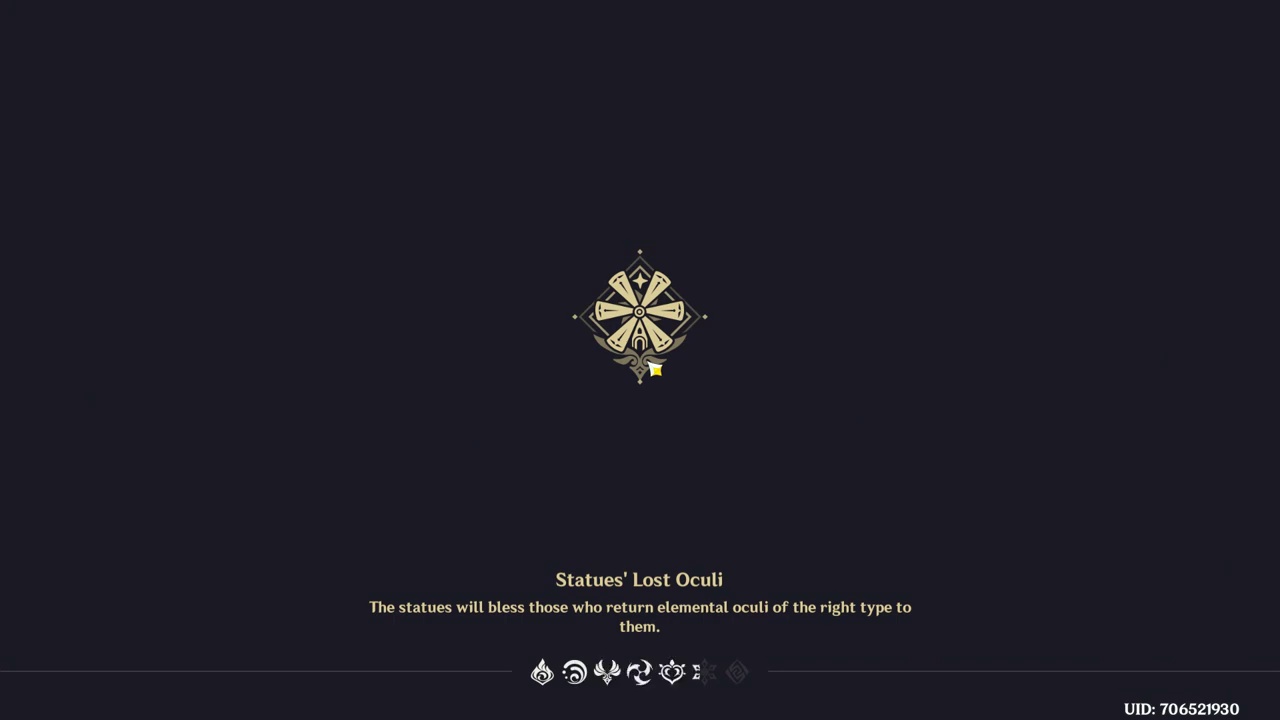 Statues' Lost Oculi
The statues will bless those who return elemental oculi of the right type to
them.
UID: 706521930